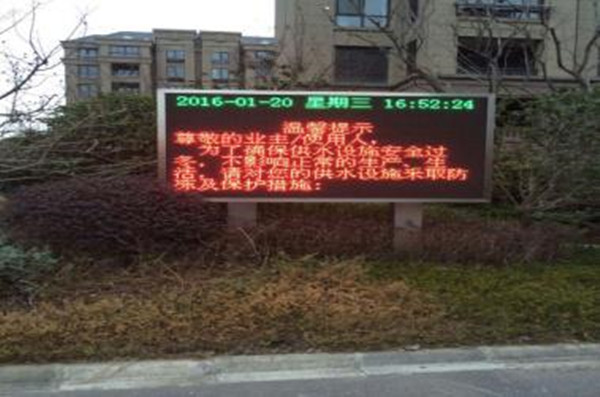 2016-01-20 星期三 16:52:24
温馨提示
尊敬的业主/使用人：
为了确保供水设施安全过
冬，不影响正常的生产、生
活，请对您的供水设施采取防
冻及保护措施：